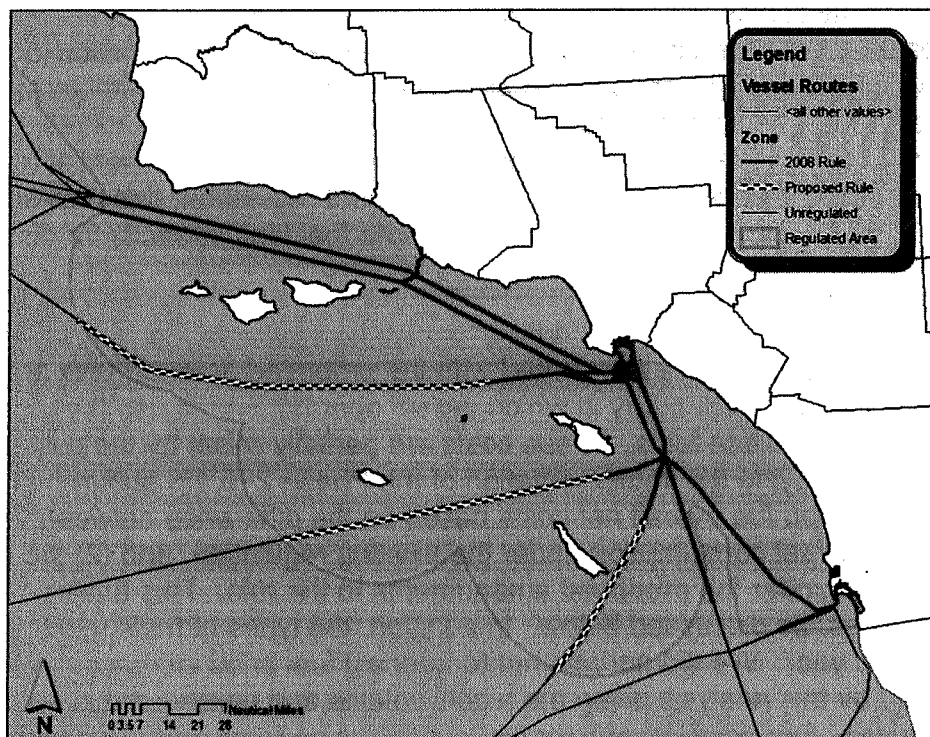 Legend
Vessel Routes
<all other values>
Zone
2008 Rule
Proposed Rule
Unregulated
Regulated Area
N
0 3.5 7 14 21 28
Nautical Miles